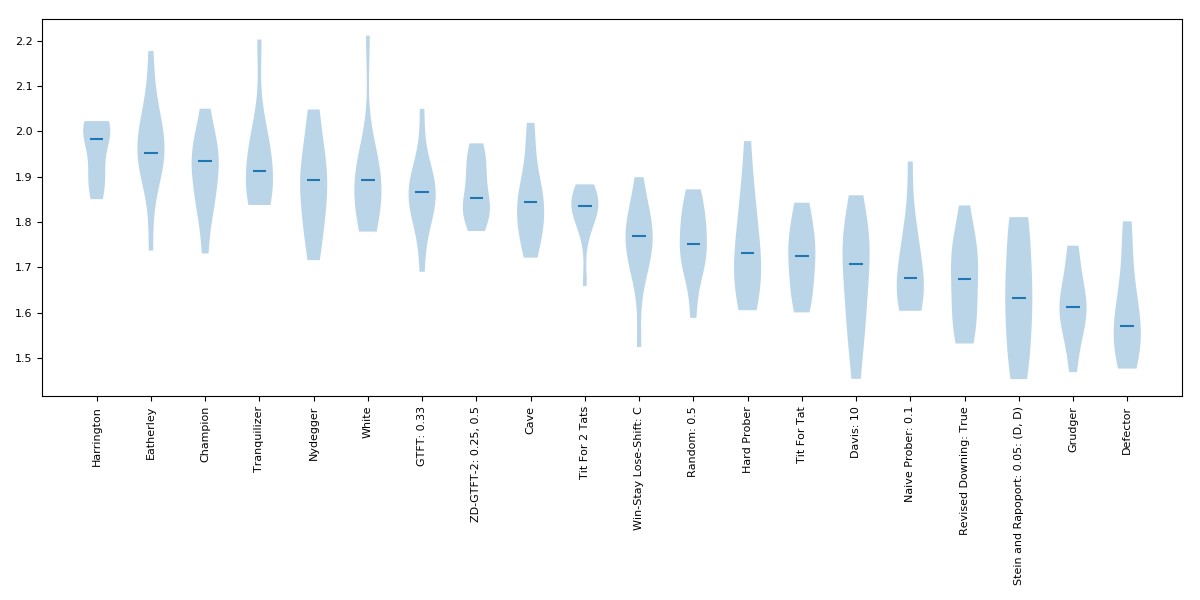 2.2
2.1
2.0
1.9
1.8
1.7
1.6
1.5
Harrington
Eatherley
Champion
Tranquilizer
Nydegger
White
GTFT: 0.33
ZD-GTFT-2: 0.25, 0.5
Cave
Tit For 2 Tats
Win-Stay Lose-Shift: C
Random: 0.5
Hard Prober
Tit For Tat
Davis: 10
Naive Prober: 0.1
Revised Downing: True
Stein and Rapoport: 0.05: (D, D)
Grudger
Defector